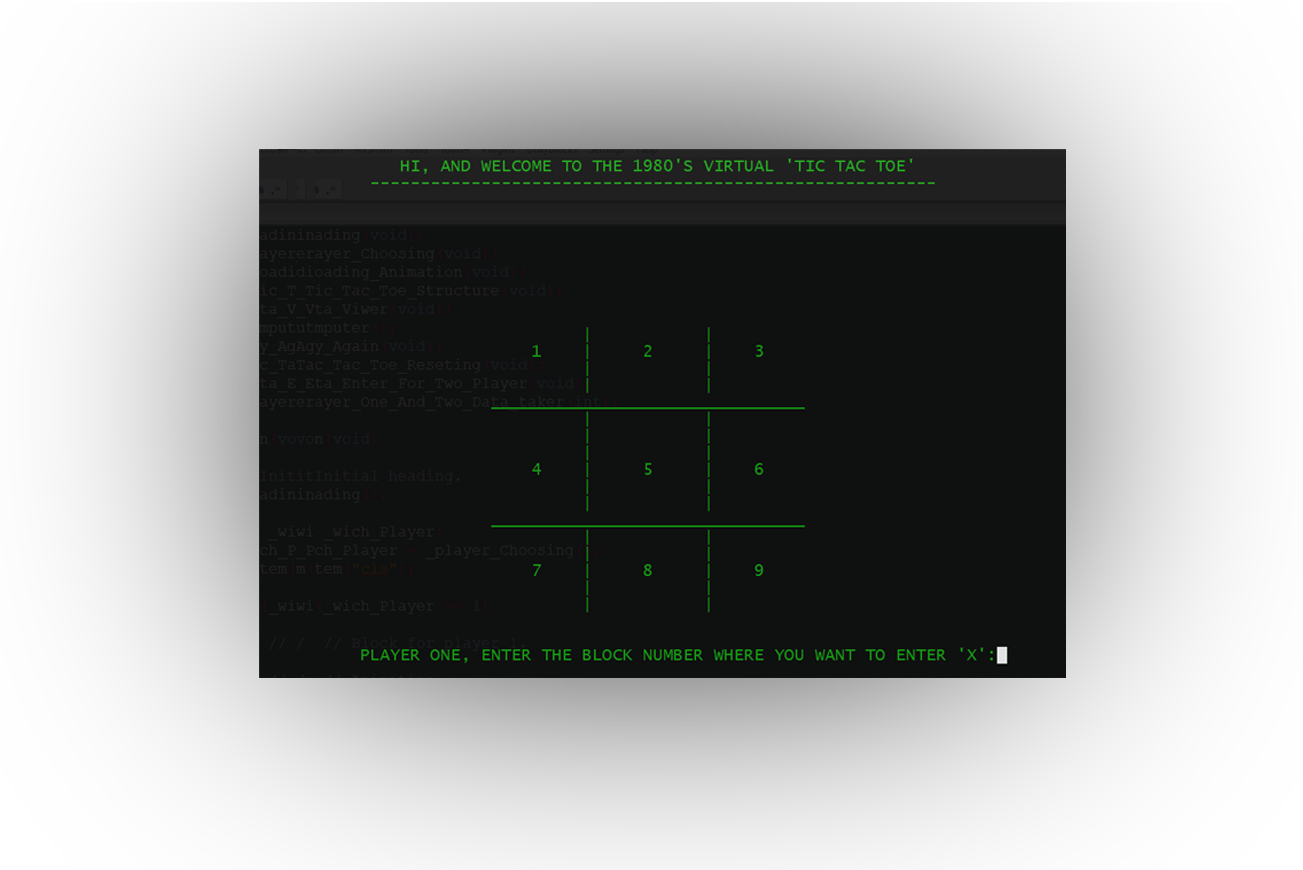 HI, AND WELCOME TO THE 1980'S VIRTUAL 'TIC TAC TOE'
adininading void
ayererayer_Choosing void
oadidioading_Animation void
ic_T_Tic_Tac_Toe_Structure void
ta_V_Vta_Viwer void
mpututmputer
1 2 3
y_AgAgy_Again void
c_TaTac_Tac_Toe_Reseting void
ta_E_Eta_Enter_For_Two_Player void
ayererayer_One_And_Two_Data_taker int
n vovon void
4 5 6
InititInitial heading.
adininading
_wiwi _wich_Player
ch_P_Pch_Player _player_Choosing
7 8 9
tem m tem "cls"
_wiwi _wich_Player 1
// / // Block for player 1
PLAYER ONE, ENTER THE BLOCK NUMBER WHERE YOU WANT TO ENTER 'X':